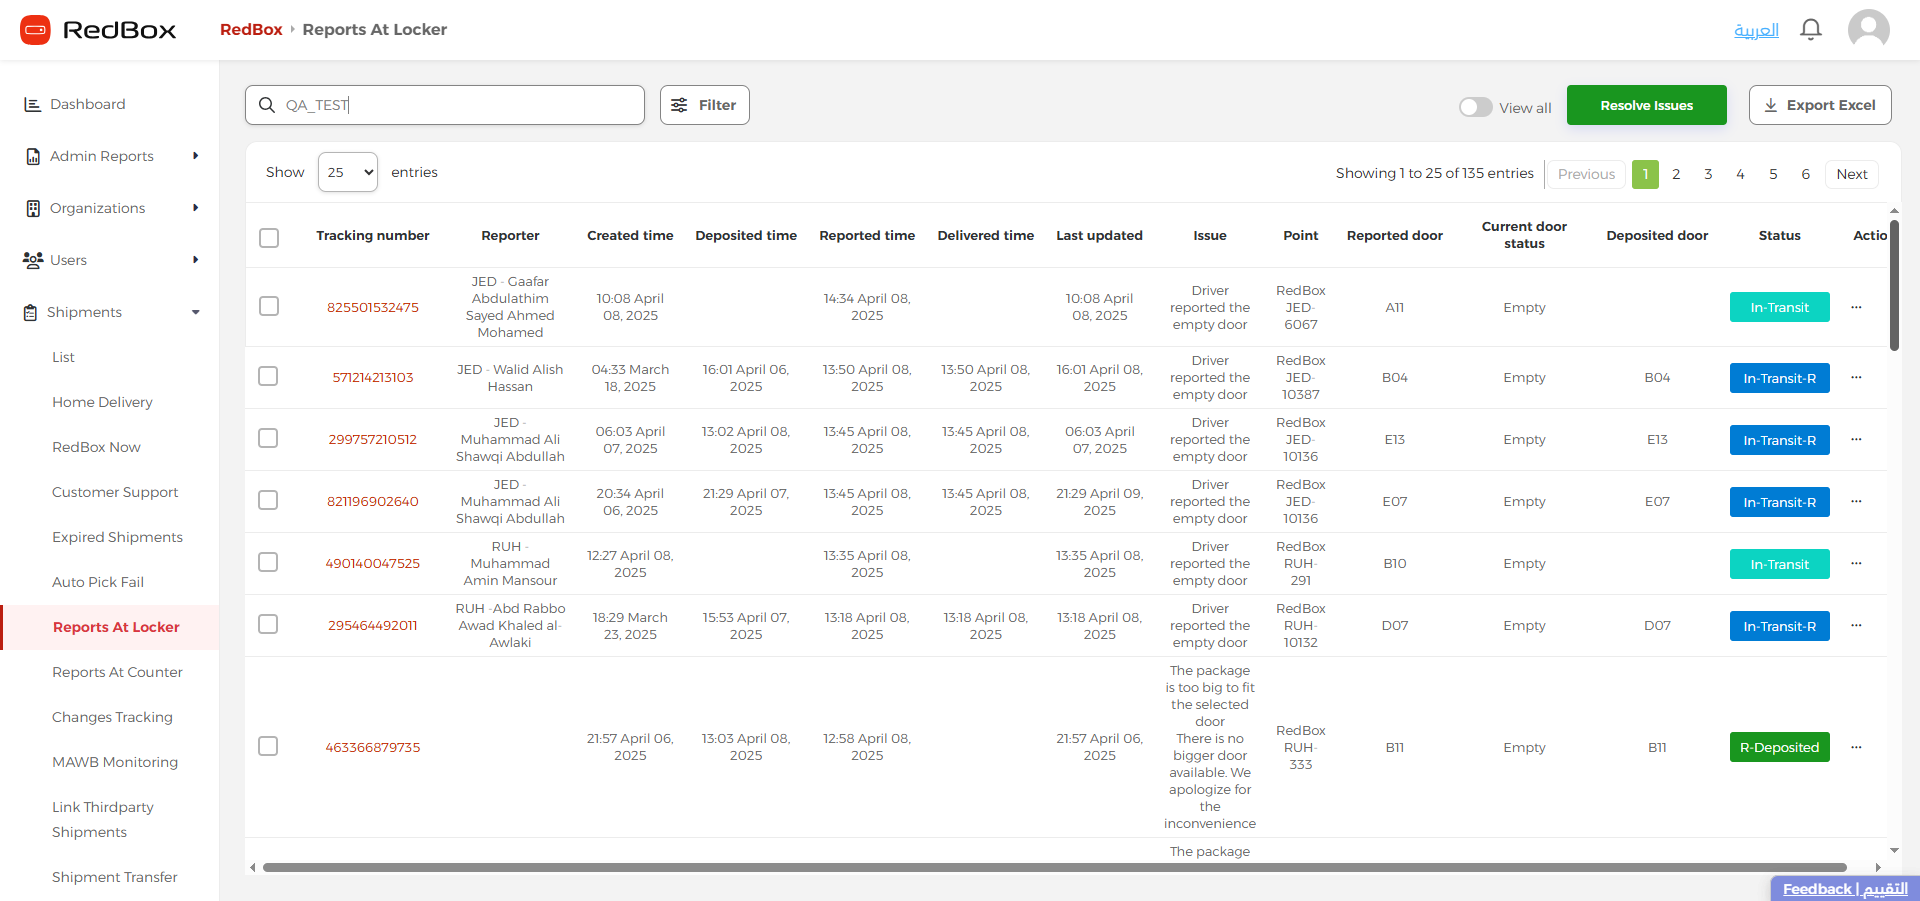 RedBox
RedBox › Reports At Locker
العربية
Dashboard
Admin Reports
Organizations
Users
Shipments
List
Home Delivery
RedBox Now
Customer Support
Expired Shipments
Auto Pick Fail
Reports At Locker
Reports At Counter
Changes Tracking
MAWB Monitoring
Link Thirdparty
Shipments
Shipment Transfer
QA_TEST
Filter
View all
Resolve Issues
Export Excel
Show 25 entries
Showing 1 to 25 of 135 entries Previous 1 2 3 4 5 6 Next
Tracking number Reporter Created time Deposited time Reported time Delivered time Last updated Issue Point Reported door Current door status Deposited door Status Actio
825501532475 JED - Gaafar Abdulathim Sayed Ahmed Mohamed 10:08 April 08, 2025 14:34 April 08, 2025 10:08 April 08, 2025 Driver reported the empty door RedBox JED-6067 A11 Empty In-Transit ...
571214213103 JED - Walid Alish Hassan 04:33 March 18, 2025 16:01 April 06, 2025 13:50 April 08, 2025 13:50 April 08, 2025 16:01 April 08, 2025 Driver reported the empty door RedBox JED-10387 B04 Empty B04 In-Transit-R ...
299757210512 JED - Muhammad Ali Shawqi Abdullah 06:03 April 07, 2025 13:02 April 08, 2025 13:45 April 08, 2025 13:45 April 08, 2025 06:03 April 07, 2025 Driver reported the empty door RedBox JED-10136 E13 Empty E13 In-Transit-R ...
821196902640 JED - Muhammad Ali Shawqi Abdullah 20:34 April 06, 2025 21:29 April 07, 2025 13:45 April 08, 2025 13:45 April 08, 2025 21:29 April 09, 2025 Driver reported the empty door RedBox JED-10136 E07 Empty E07 In-Transit-R ...
490140047525 RUH - Muhammad Amin Mansour 12:27 April 08, 2025 13:35 April 08, 2025 13:35 April 08, 2025 Driver reported the empty door RedBox RUH-291 B10 Empty In-Transit ...
295464492011 RUH -Abd Rabbo Awad Khaled al-Awlaki 18:29 March 23, 2025 15:53 April 07, 2025 13:18 April 08, 2025 13:18 April 08, 2025 13:18 April 08, 2025 Driver reported the empty door RedBox RUH-10132 D07 Empty D07 In-Transit-R ...
463366879735 21:57 April 06, 2025 13:03 April 08, 2025 12:58 April 08, 2025 21:57 April 06, 2025 The package is too big to fit the selected door There is no bigger door available. We apologize for the inconvenience RedBox RUH-333 B11 Empty B11 R-Deposited ...
The package
Feedback | التقييم